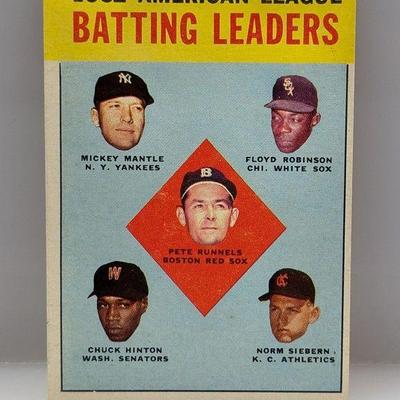 1962 AMERICAN LEAGUE
BATTING LEADERS
MICKEY MANTLE
N. Y. YANKEES
FLOYD ROBINSON
CHI. WHITE SOX
PETE RUNNELS
BOSTON RED SOX
CHUCK HINTON
WASH. SENATORS
NORM SIEBERN
K. C. ATHLETICS